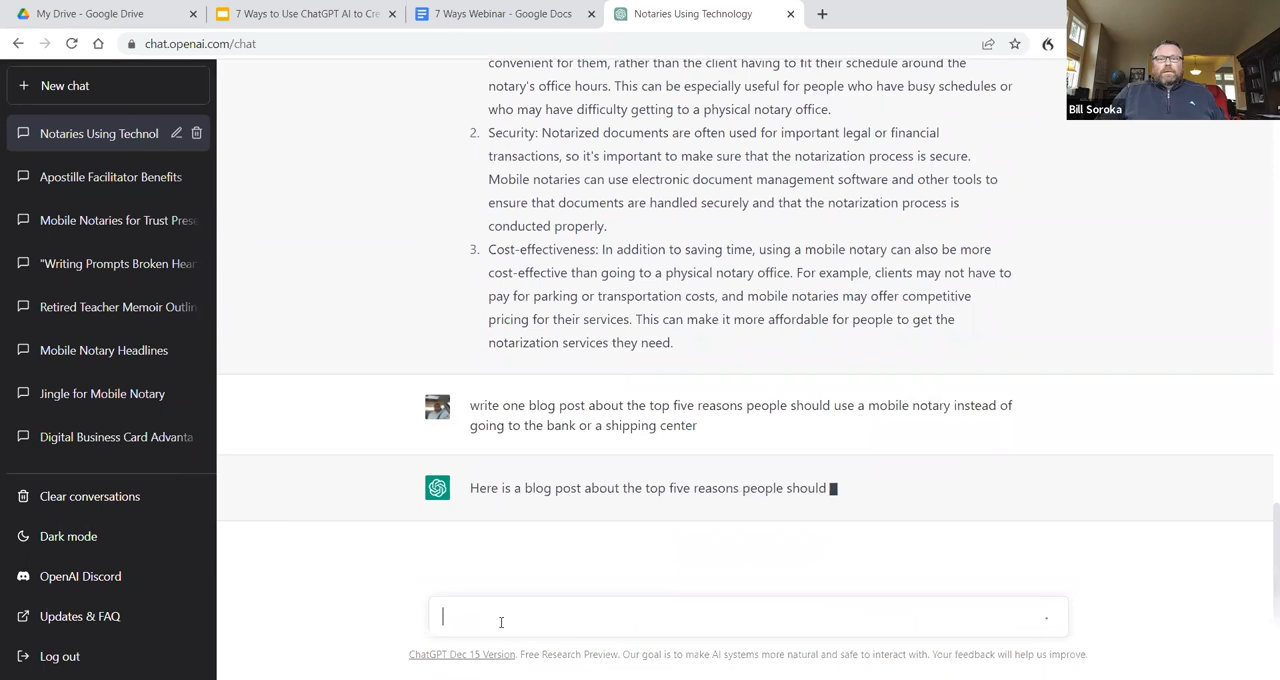 My Drive - Google Drive
7 Ways to Use ChatGPT AI to Cre
7 Ways Webinar - Google Docs
Notaries Using Technology
chat.openai.com/chat
Bill Soroka
New chat
Notaries Using Technol
Apostille Facilitator Benefits
Mobile Notaries for Trust Prese
"Writing Prompts Broken Hear
Retired Teacher Memoir Outlin
Mobile Notary Headlines
Jingle for Mobile Notary
Digital Business Card Advanta
Clear conversations
Dark mode
OpenAI Discord
Updates & FAQ
Log out
convenient for them, rather than the client having to fit their schedule around the
notary's office hours. This can be especially useful for people who have busy schedules or
who may have difficulty getting to a physical notary office.
2. Security: Notarized documents are often used for important legal or financial
transactions, so it's important to make sure that the notarization process is secure.
Mobile notaries can use electronic document management software and other tools to
ensure that documents are handled securely and that the notarization process is
conducted properly.
3. Cost-effectiveness: In addition to saving time, using a mobile notary can also be more
cost-effective than going to a physical notary office. For example, clients may not have to
pay for parking or transportation costs, and mobile notaries may offer competitive
pricing for their services. This can make it more affordable for people to get the
notarization services they need.
write one blog post about the top five reasons people should use a mobile notary instead of
going to the bank or a shipping center
Here is a blog post about the top five reasons people should
ChatGPT Dec 15 Version. Free Research Preview. Our goal is to make AI systems more natural and safe to interact with. Your feedback will help us improve.